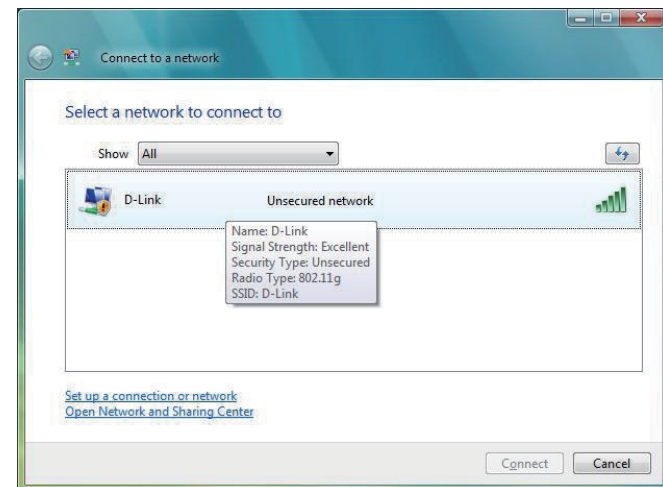 Connect to a network
Select a network to connect to
Show All
D-Link Unsecured network
Name: D-Link
Signal Strength: Excellent
Security Type: Unsecured
Radio Type: 802.11g
SSID: D-Link
Set up a connection or network
Open Network and Sharing Center
Connect Cancel